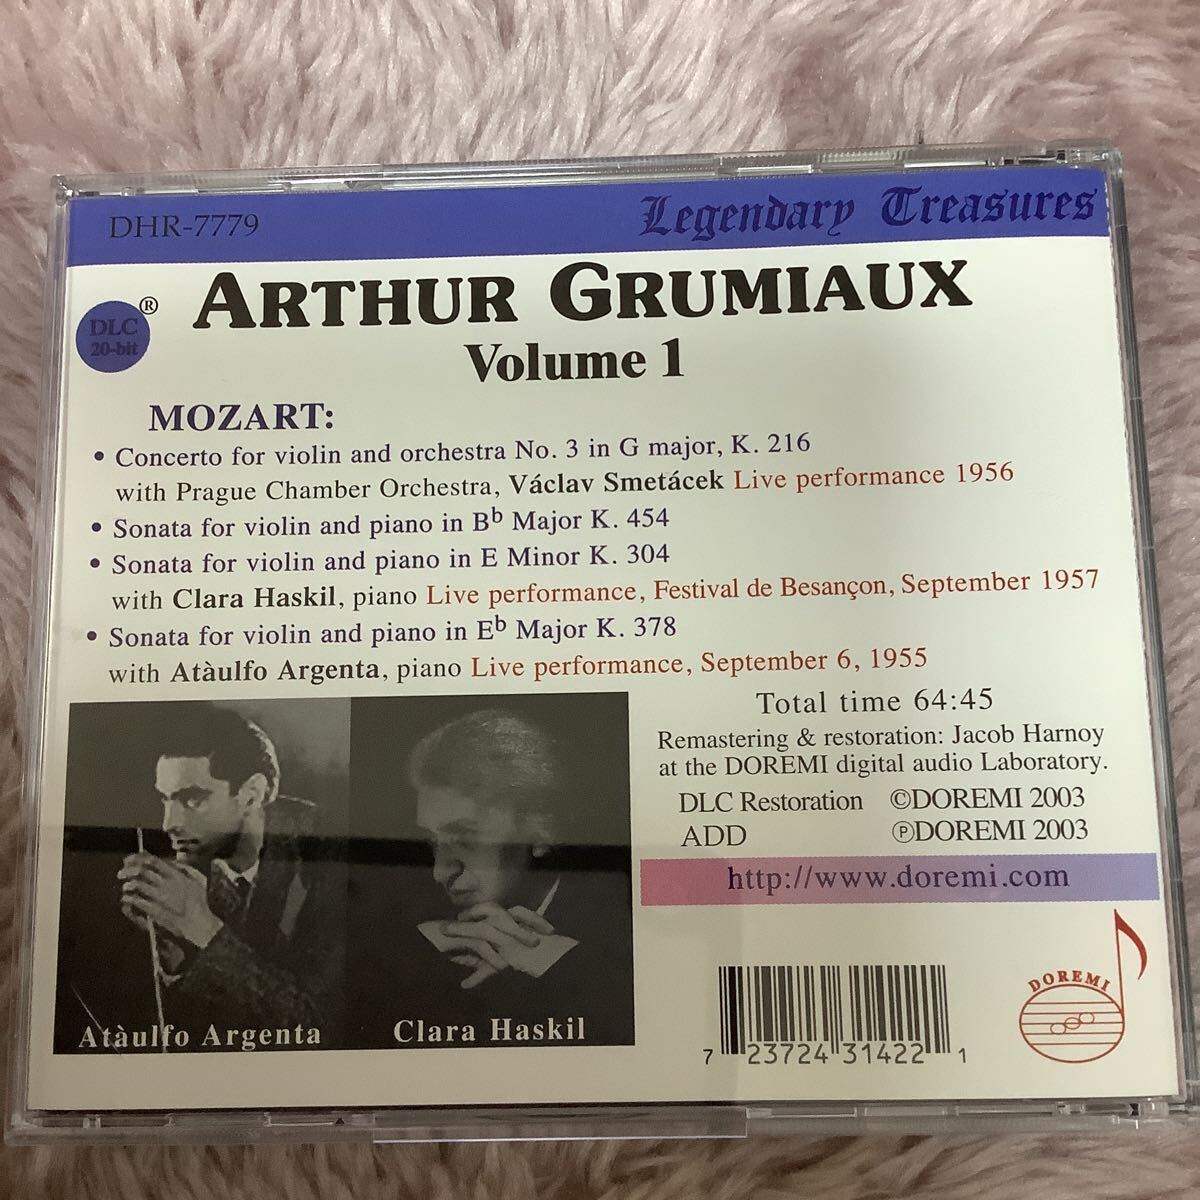 DHR-7779
Legendary Treasures
DLC
20-bit
®
ARTHUR GRUMIAUX
Volume 1
MOZART:
• Concerto for violin and orchestra No. 3 in G major, K. 216
with Prague Chamber Orchestra, Václav Smetácek Live performance 1956
• Sonata for violin and piano in Bb Major K. 454
• Sonata for violin and piano in E Minor K. 304
with Clara Haskil, piano Live performance, Festival de Besançon, September 1957
• Sonata for violin and piano in Eb Major K. 378
with Atàulfo Argenta, piano Live performance, September 6, 1955
Total time 64:45
Remastering & restoration: Jacob Harnoy
at the DOREMI digital audio Laboratory.
DLC Restoration ©DOREMI 2003
ADD ℗DOREMI 2003
http://www.doremi.com
Atàulfo Argenta
Clara Haskil
7 23724 31422 1
DOREMI